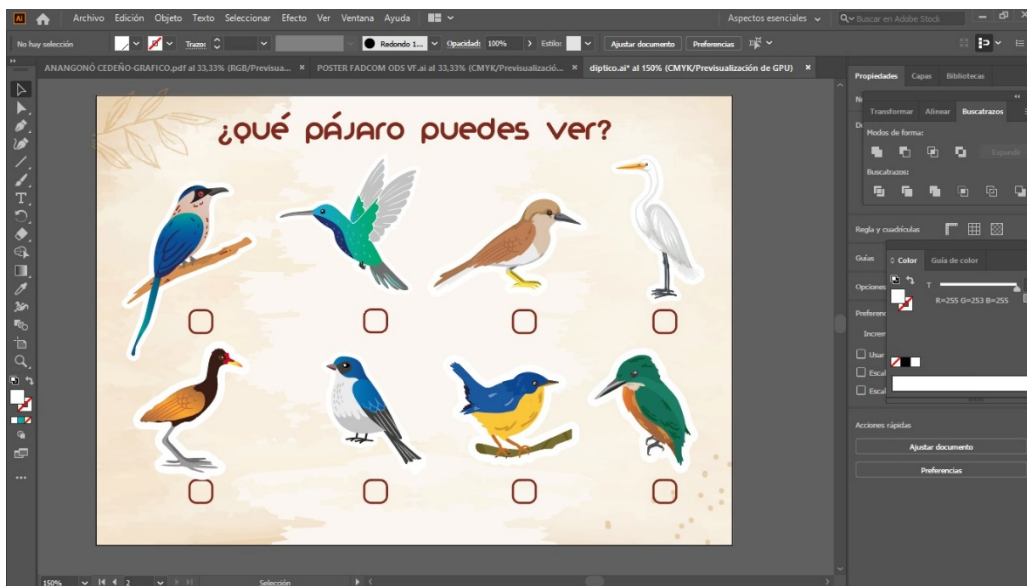 Ai Archivo Edición Objeto Texto Seleccionar Efecto Ver Ventana Ayuda Aspectos esenciales Buscar en Adobe Stock
No hay selección Trazo: Redondo 1... Opacidad: 100% Estilo: Ajustar documento Preferencias
ANANGONÓ CEDEÑO-GRAFICO.pdf al 33,33% (RGB/Previsua... × POSTER FADCOM ODS VF.ai al 33,33% (CMYK/Previsualizació... × diptico.ai* al 150% (CMYK/Previsualización de GPU) ×
Propiedades Capas Bibliotecas
Transformar Alinear Buscatrazos
Modos de forma:
Expandir
Buscatrazos:
Regla y cuadrículas
Guías
Color Guía de color
Opciones
T
R=255 G=253 B=255
Preferenc
Increm
Usar
Escal
Escal
Acciones rápidas
Ajustar documento
Preferencias
¿Qué pájaro puedes ver?
150% 2 Selección